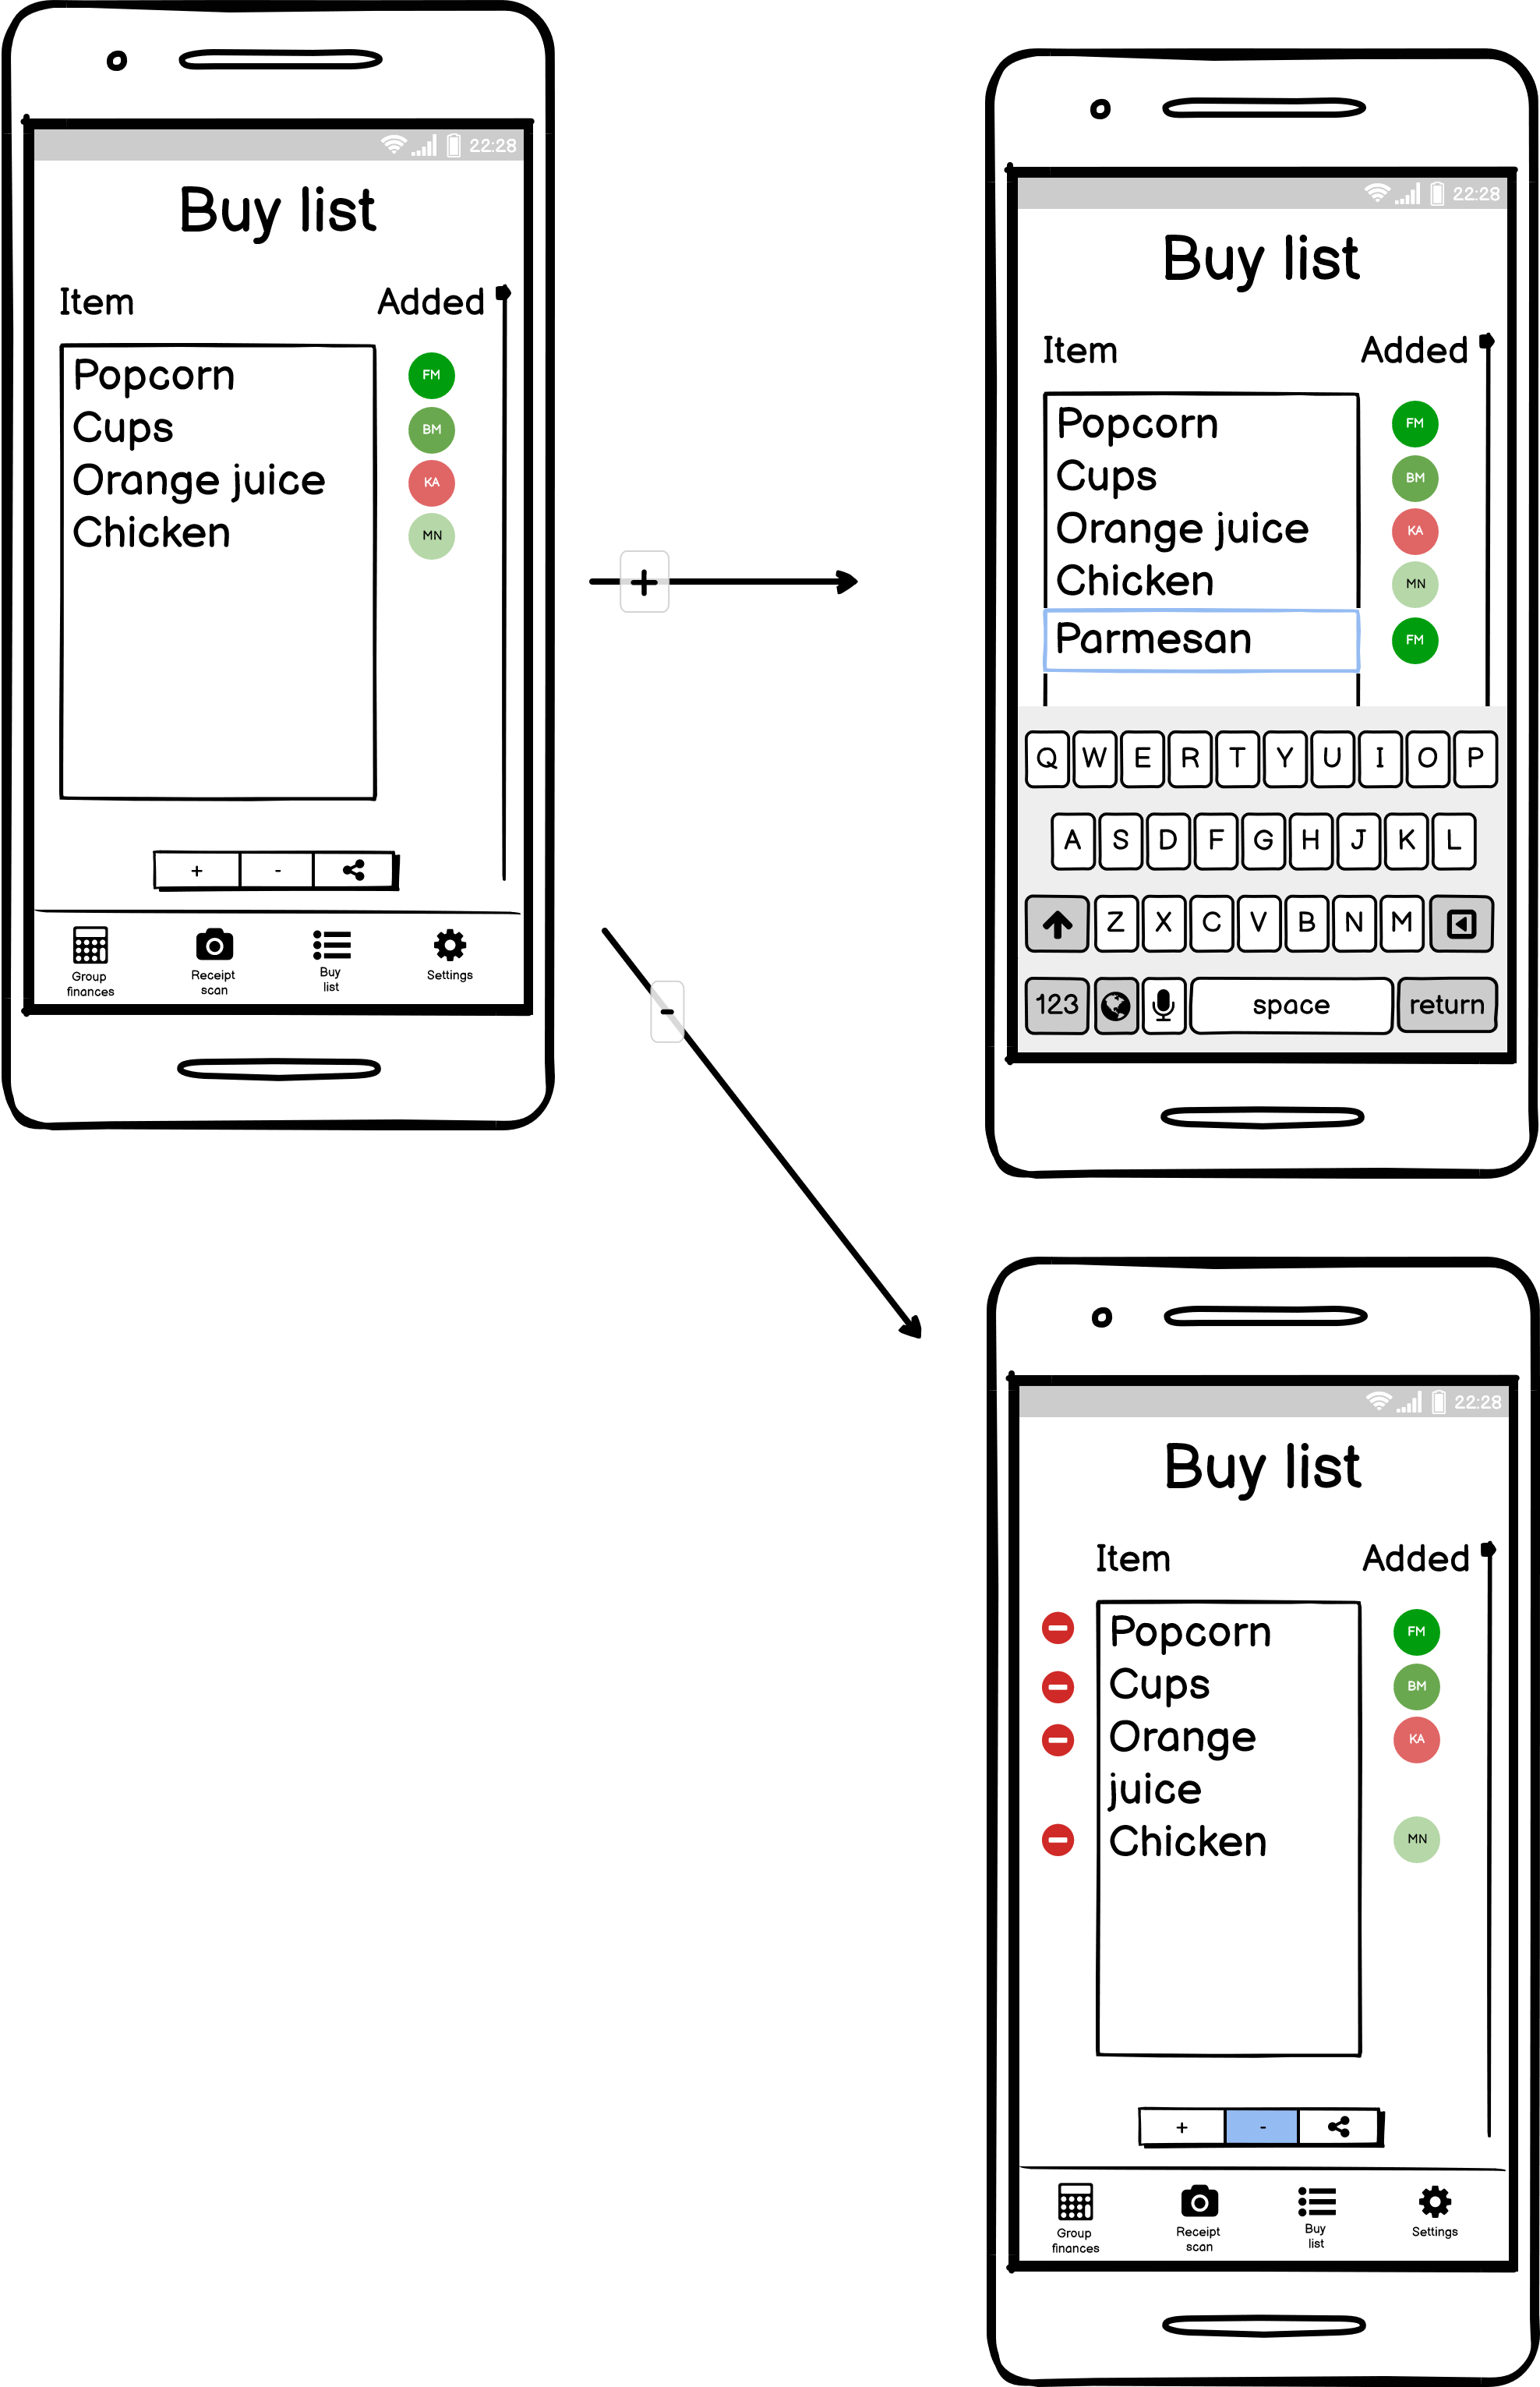 22:28
Buy list
Item Added
Popcorn FM
Cups BM
Orange juice KA
Chicken MN
+ -
Group
finances
Receipt
scan
Buy
list
Settings
+
-
22:28
Buy list
Item Added
Popcorn FM
Cups BM
Orange juice KA
Chicken MN
Parmesan FM
Q W E R T Y U I O P
A S D F G H J K L
Z X C V B N M
123 space return
22:28
Buy list
Item Added
Popcorn FM
Cups BM
Orange KA
juice
Chicken MN
+ -
Group
finances
Receipt
scan
Buy
list
Settings